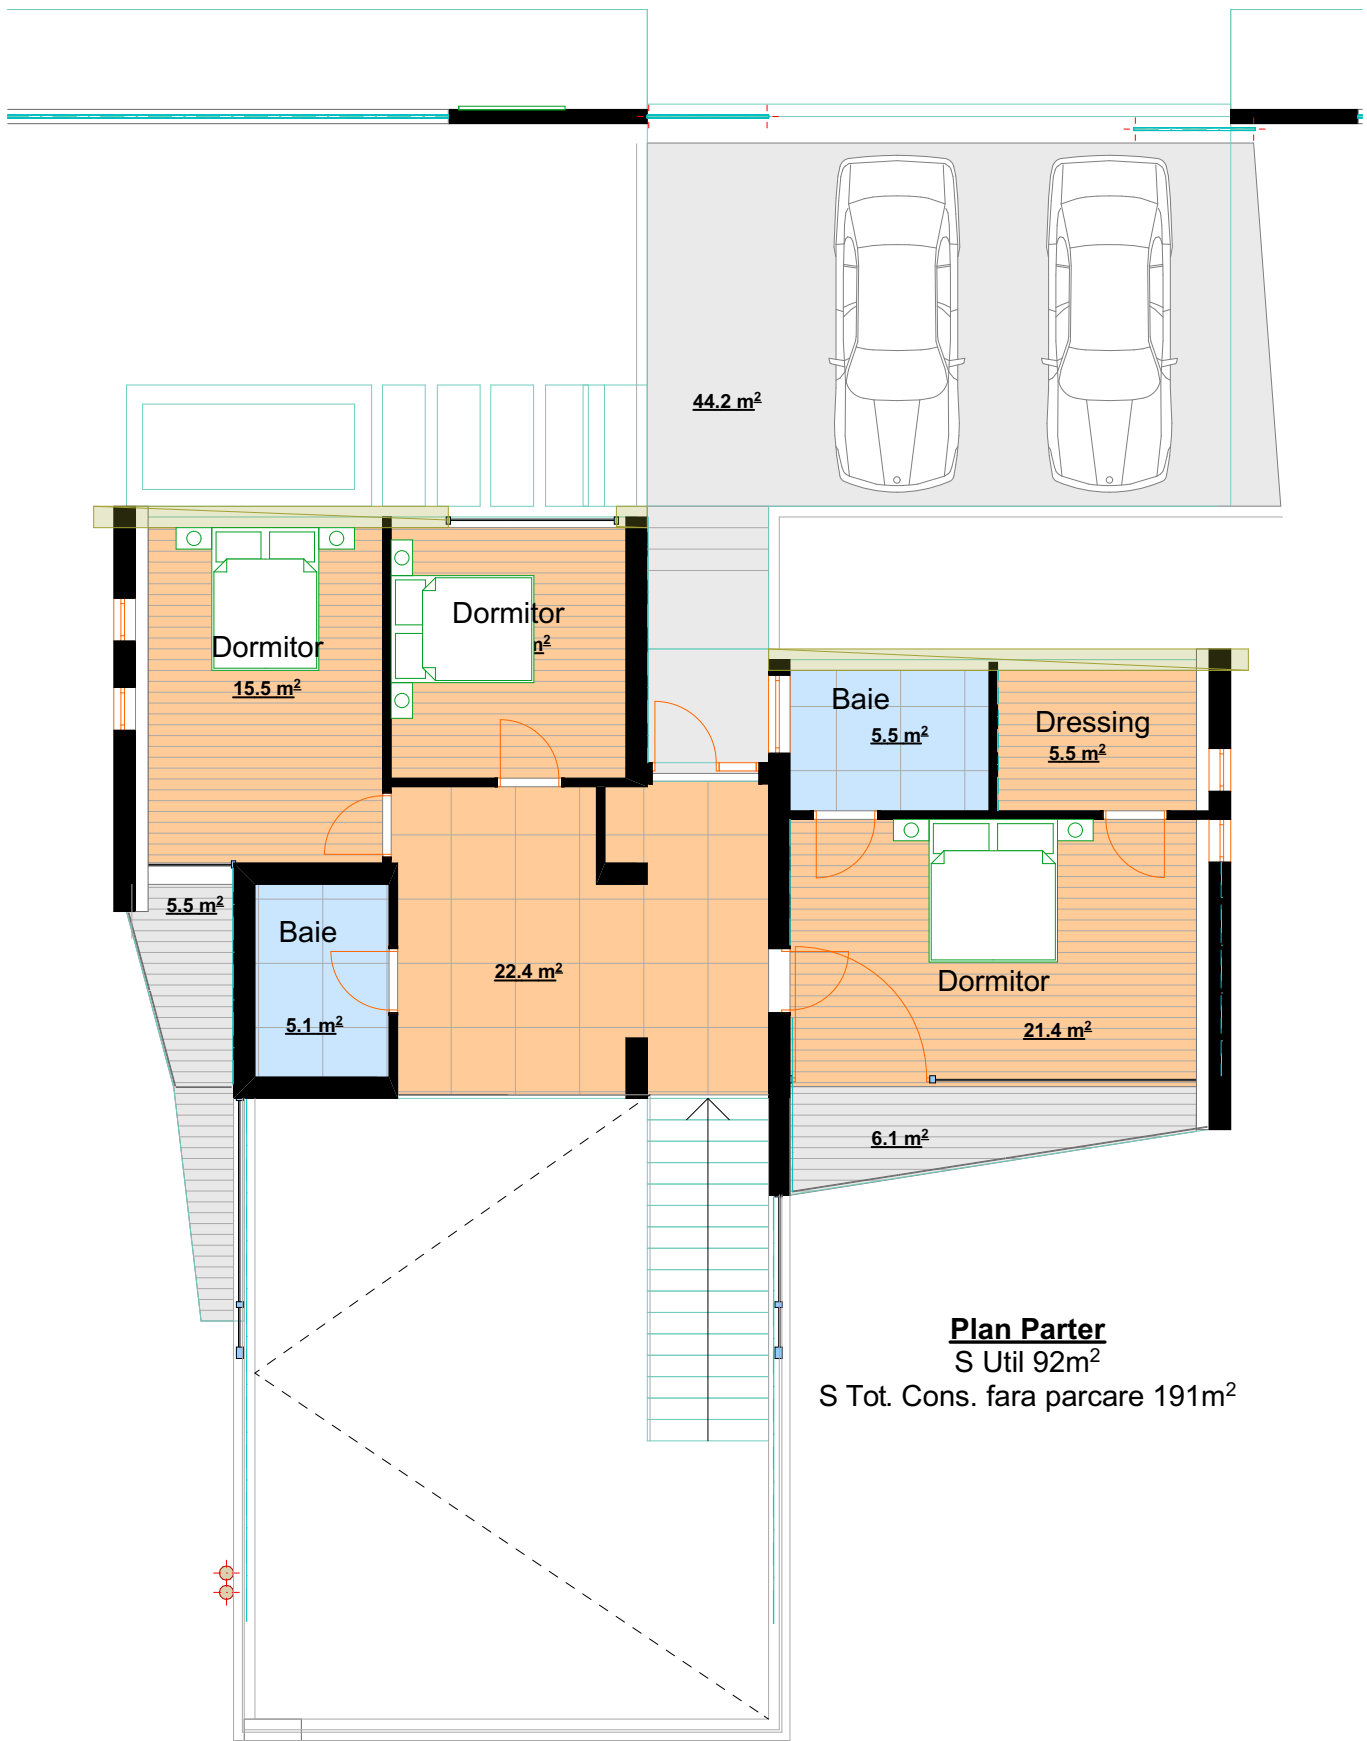 44.2 m²
Dormitor
m²
Dormitor
15.5 m²
Baie
5.5 m²
Dressing
5.5 m²
5.5 m²
Baie
5.1 m²
22.4 m²
Dormitor
21.4 m²
6.1 m²
Plan Parter
S Util 92m²
S Tot. Cons. fara parcare 191m²